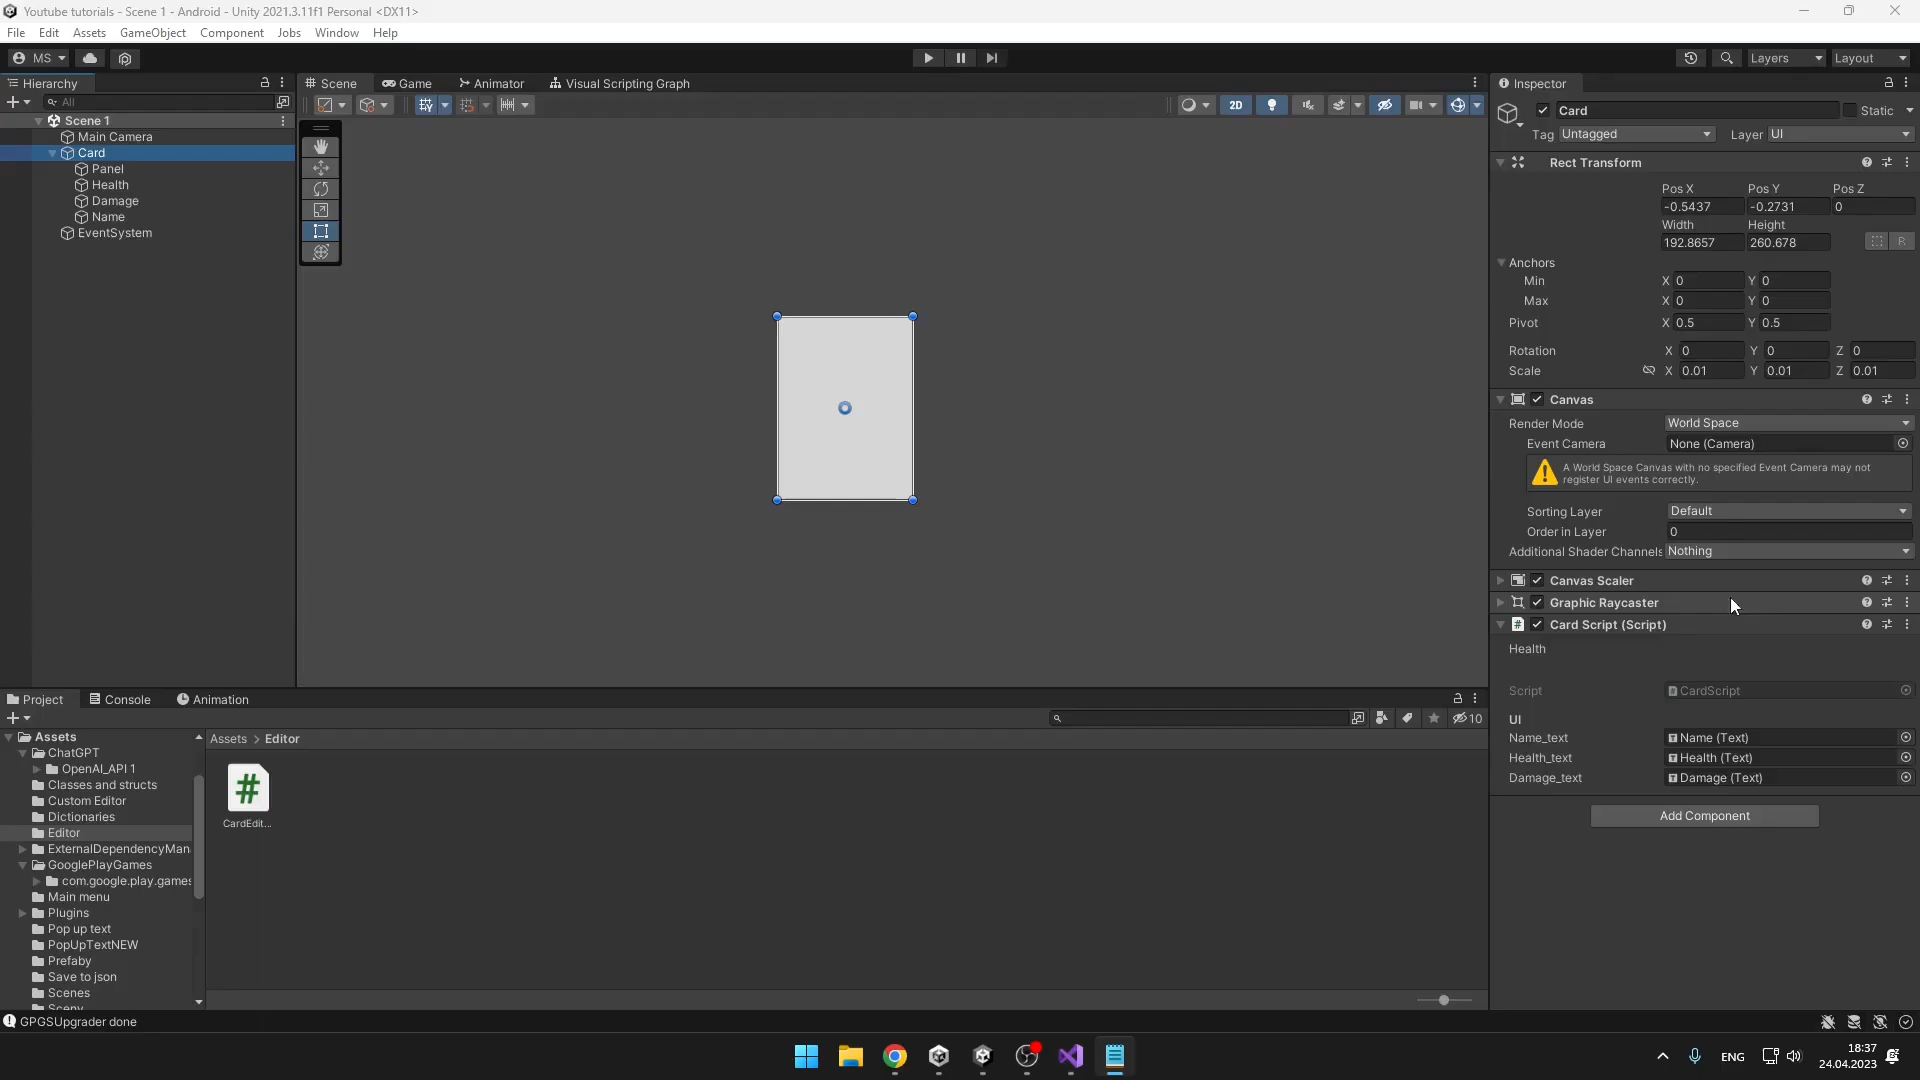 Youtube tutorials - Scene 1 - Android - Unity 2021.3.11f1 Personal <DX11>
File Edit Assets GameObject Component Jobs Window Help
MS Layers Layout
Hierarchy
All
Scene 1
Main Camera
Card
Panel
Health
Damage
Name
EventSystem
Scene Game Animator Visual Scripting Graph
2D
Inspector
Card Static
Tag Untagged Layer UI
Rect Transform
Pos X Pos Y Pos Z
-0.5437 -0.2731 0
Width Height
192.8657 260.678 R
Anchors
Min X 0 Y 0
Max X 0 Y 0
Pivot X 0.5 Y 0.5
Rotation X 0 Y 0 Z 0
Scale X 0.01 Y 0.01 Z 0.01
Canvas
Render Mode World Space
Event Camera None (Camera)
A World Space Canvas with no specified Event Camera may not
register UI events correctly.
Sorting Layer Default
Order in Layer 0
Additional Shader Channels Nothing
Canvas Scaler
Graphic Raycaster
Card Script (Script)
Health
Script CardScript
UI
Name_text Name (Text)
Health_text Health (Text)
Damage_text Damage (Text)
Add Component
Project Console Animation
10
Assets
ChatGPT
OpenAI_API 1
Classes and structs
Custom Editor
Dictionaries
Editor
ExternalDependencyMan
GooglePlayGames
com.google.play.games
Main menu
Plugins
Pop up text
PopUpTextNEW
Prefaby
Save to json
Scenes
Sceny
Assets > Editor
CardEdit...
GPGSUpgrader done
ENG
18:37
24.04.2023